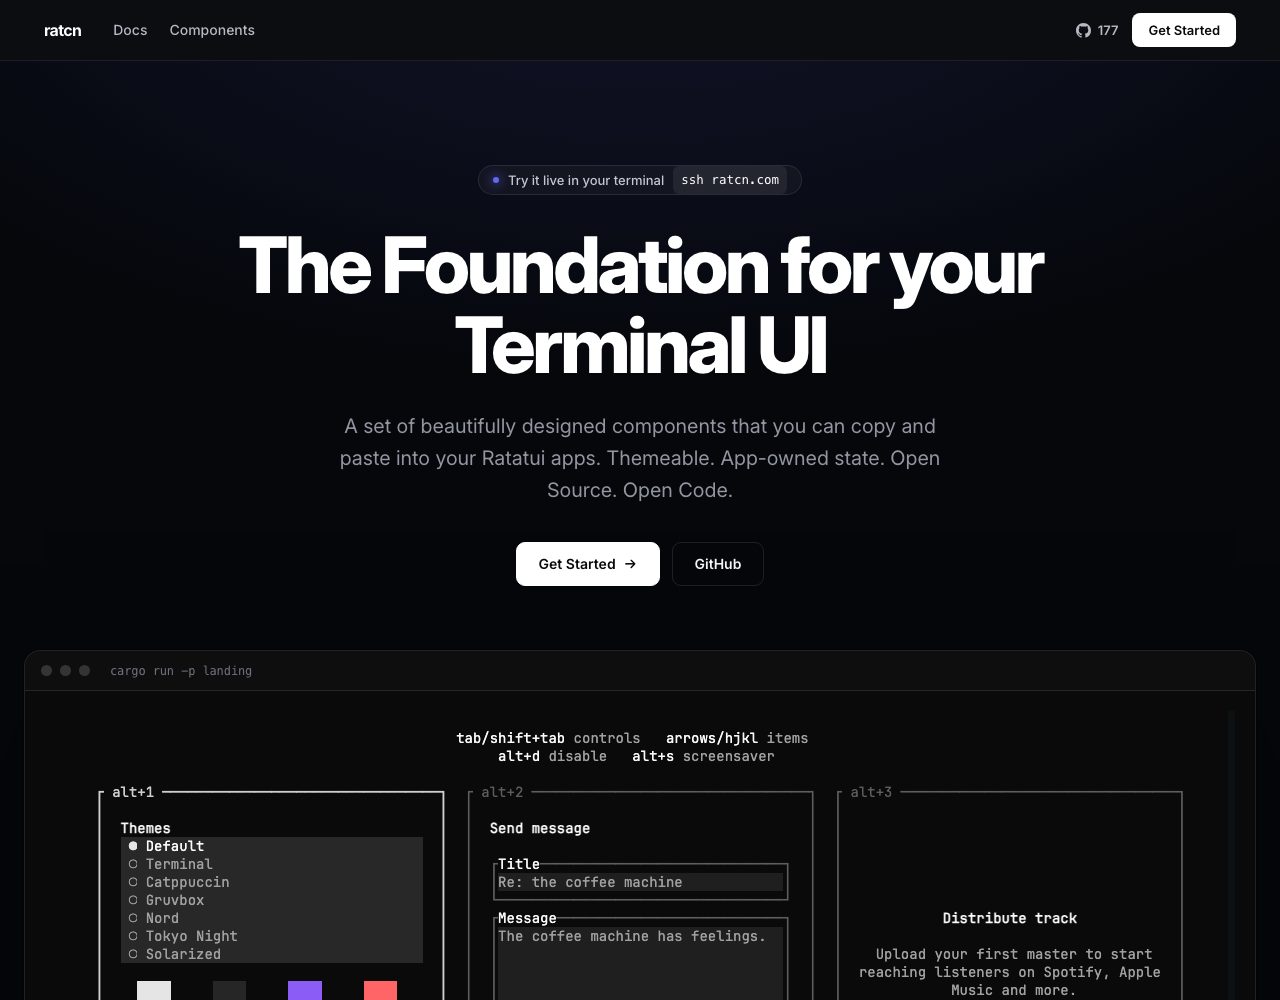 ratcn Docs Components 177 Get Started
Try it live in your terminal ssh ratcn.com
The Foundation for your
Terminal UI
A set of beautifully designed components that you can copy and
paste into your Ratatui apps. Themeable. App-owned state. Open
Source. Open Code.
Get Started → GitHub
cargo run -p landing
tab/shift+tab controls arrows/hjkl items
alt+d disable alt+s screensaver
alt+1
Themes
Default
Terminal
Catppuccin
Gruvbox
Nord
Tokyo Night
Solarized
alt+2
Send message
Title
Re: the coffee machine
Message
The coffee machine has feelings.
alt+3
Distribute track
Upload your first master to start
reaching listeners on Spotify, Apple
Music and more.